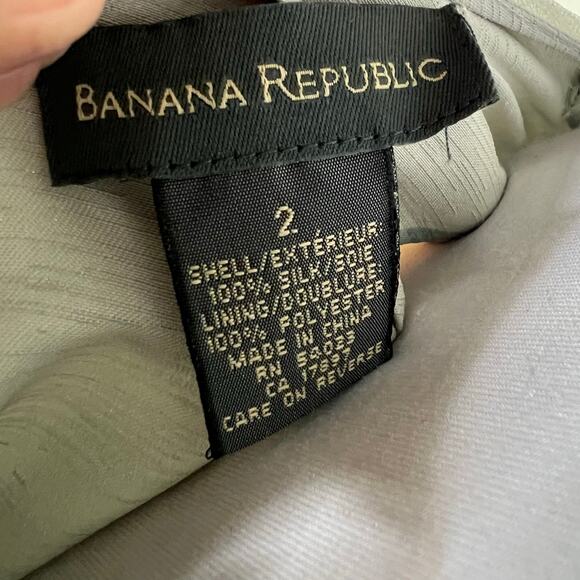 BANANA REPUBLIC
2
SHELL/EXTÉRIEUR:
100% SILK/SOIE
LINING/DOUBLURE:
100% POLYESTER
MADE IN CHINA
RN 54023
CA 17897
CARE ON REVERSE